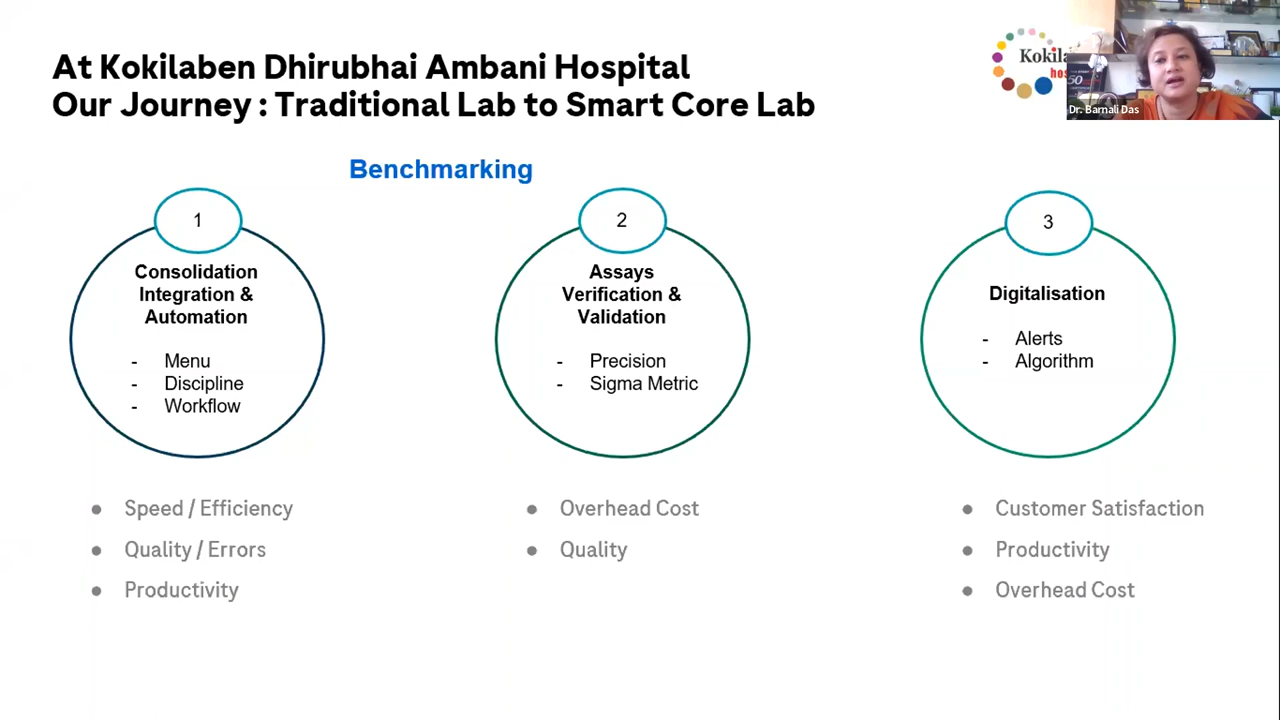 At Kokilaben Dhirubhai Ambani Hospital
Our Journey : Traditional Lab to Smart Core Lab
Dr. Barnali Das
Benchmarking
1
Consolidation
Integration &
Automation
- Menu
- Discipline
- Workflow
2
Assays
Verification &
Validation
- Precision
- Sigma Metric
3
Digitalisation
- Alerts
- Algorithm
● Speed / Efficiency
● Quality / Errors
● Productivity
● Overhead Cost
● Quality
● Customer Satisfaction
● Productivity
● Overhead Cost